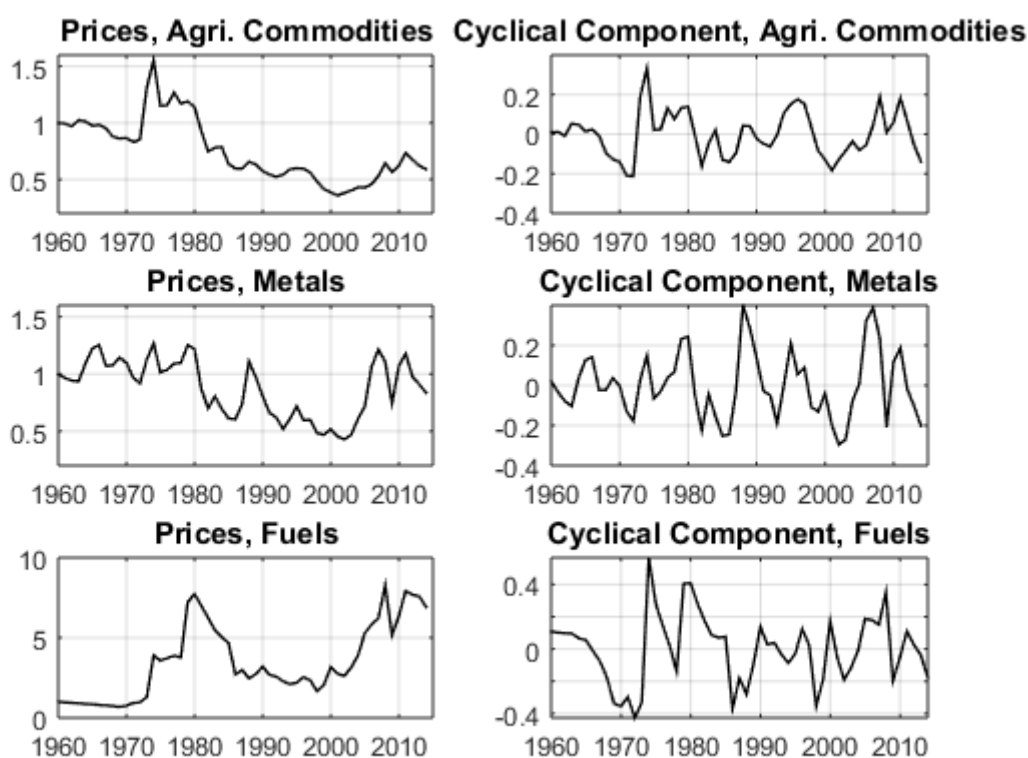 Prices, Agri. Commodities
1.5
1
0.5
1960 1970 1980 1990 2000 2010
Cyclical Component, Agri. Commodities
0.2
0
-0.2
-0.4
1960 1970 1980 1990 2000 2010
Prices, Metals
1.5
1
0.5
1960 1970 1980 1990 2000 2010
Cyclical Component, Metals
0.2
0
-0.2
-0.4
1960 1970 1980 1990 2000 2010
Prices, Fuels
10
5
0
1960 1970 1980 1990 2000 2010
Cyclical Component, Fuels
0.4
0
-0.4
1960 1970 1980 1990 2000 2010